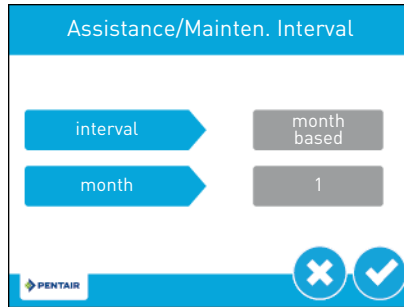 Assistance/Mainten. Interval
interval
month
based
month
1
PENTAIR